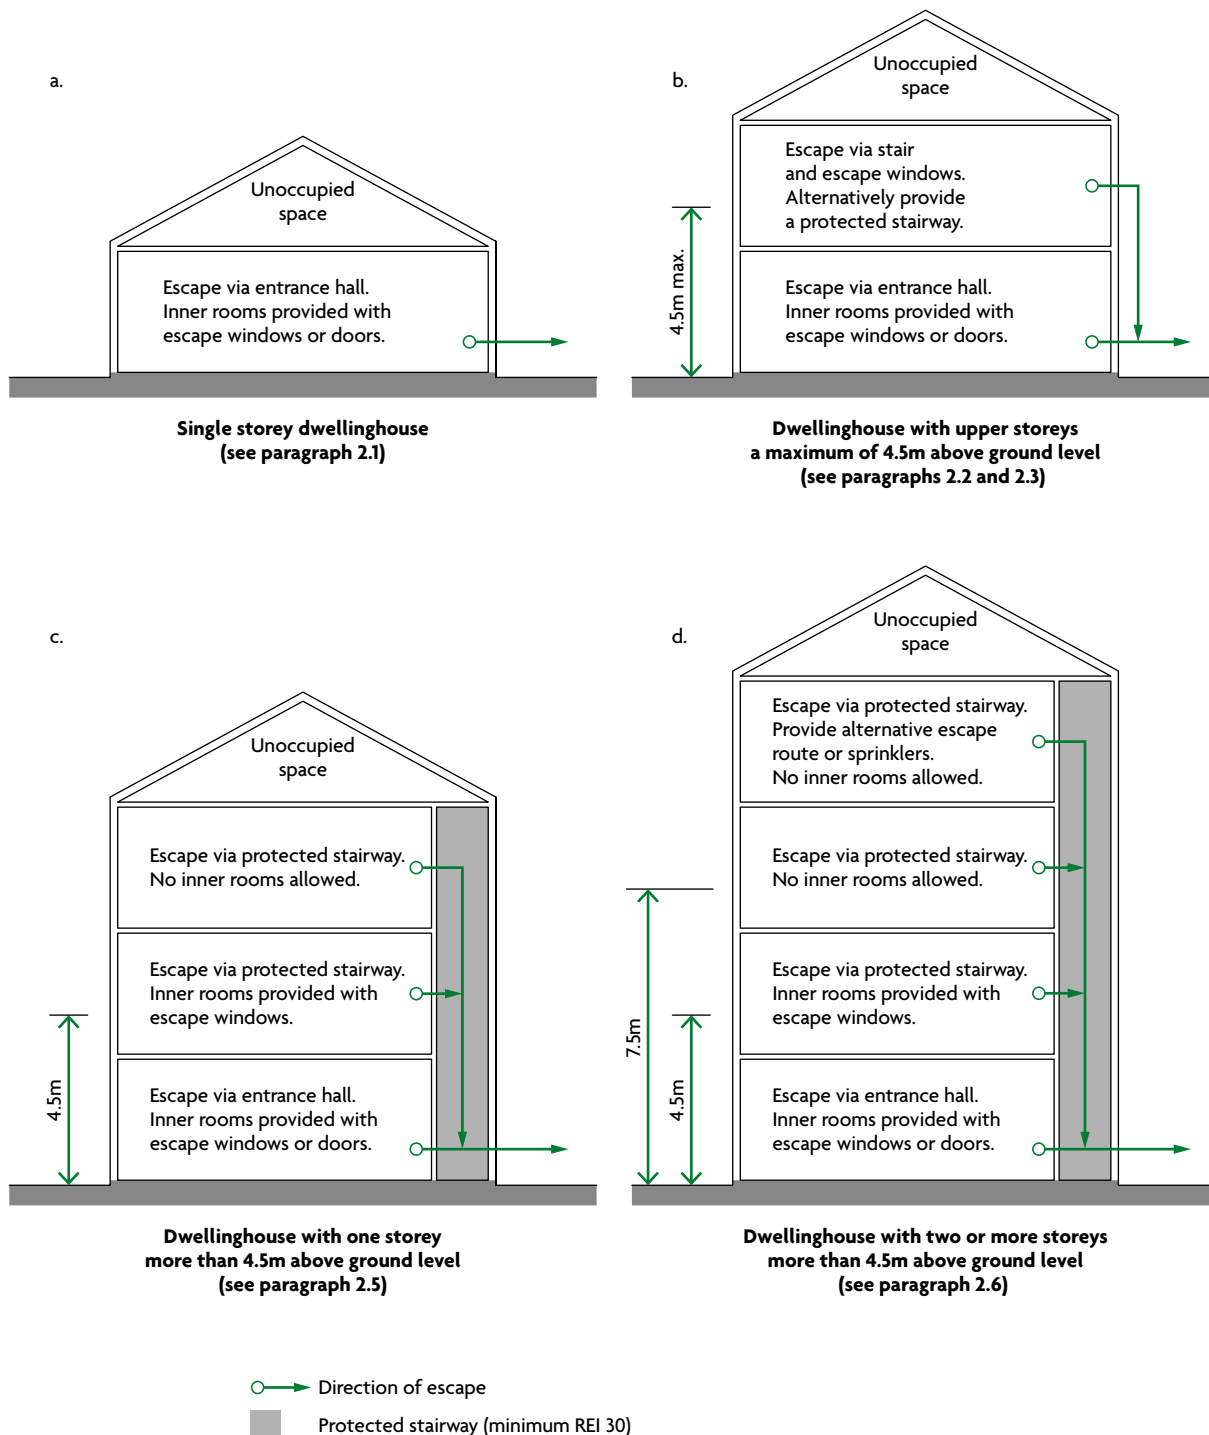 a.
Unoccupied
space
Escape via entrance hall.
Inner rooms provided with
escape windows or doors.
Single storey dwellinghouse
(see paragraph 2.1)
b.
Unoccupied
space
Escape via stair
and escape windows.
Alternatively provide
a protected stairway.
4.5m max.
Escape via entrance hall.
Inner rooms provided with
escape windows or doors.
Dwellinghouse with upper storeys
a maximum of 4.5m above ground level
(see paragraphs 2.2 and 2.3)
c.
Unoccupied
space
Escape via protected stairway.
No inner rooms allowed.
Escape via protected stairway.
Inner rooms provided with
escape windows.
4.5m
Escape via entrance hall.
Inner rooms provided with
escape windows or doors.
Dwellinghouse with one storey
more than 4.5m above ground level
(see paragraph 2.5)
d.
Unoccupied
space
Escape via protected stairway.
Provide alternative escape
route or sprinklers.
No inner rooms allowed.
Escape via protected stairway.
No inner rooms allowed.
Escape via protected stairway.
Inner rooms provided with
escape windows.
7.5m
4.5m
Escape via entrance hall.
Inner rooms provided with
escape windows or doors.
Dwellinghouse with two or more storeys
more than 4.5m above ground level
(see paragraph 2.6)
Direction of escape
Protected stairway (minimum REI 30)